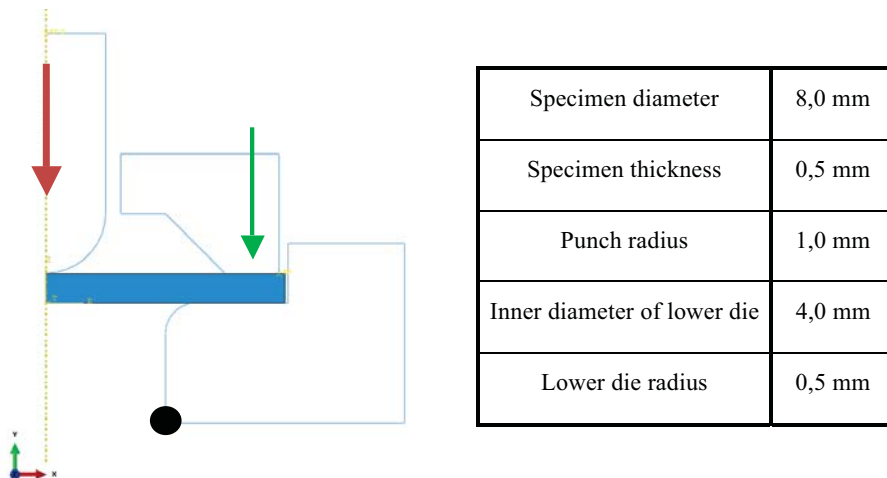 Specimen diameter 8,0 mm
Specimen thickness 0,5 mm
Punch radius 1,0 mm
Inner diameter of lower die 4,0 mm
Lower die radius 0,5 mm
Y
X